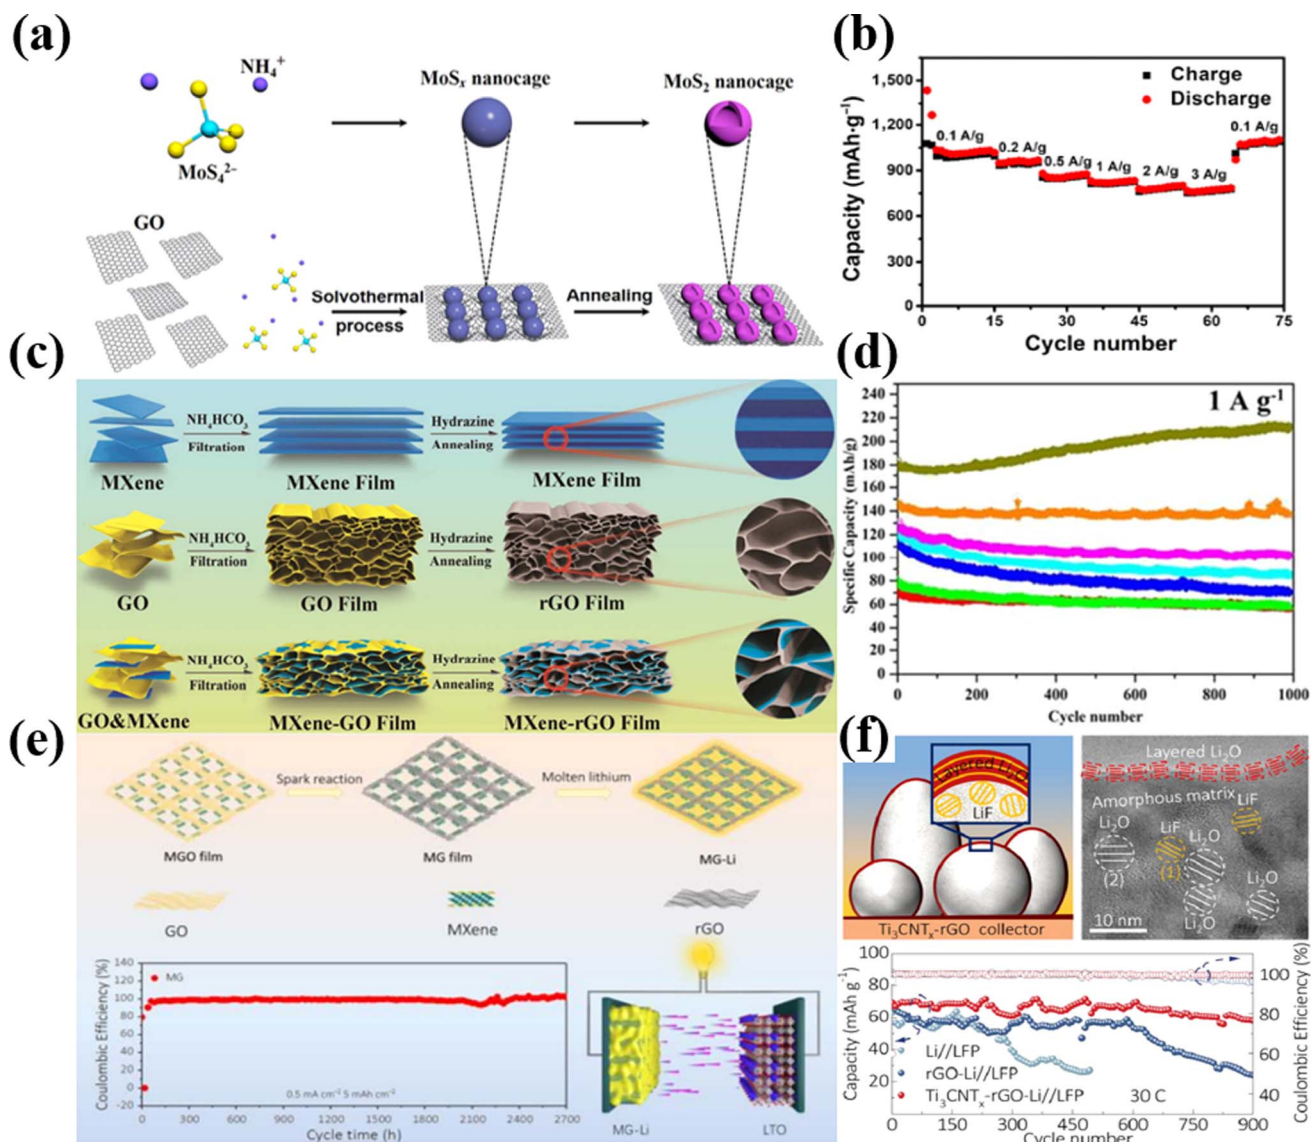 (a)
NH₄⁺
MoS₄²⁻
MoSₓ nanocage
MoS₂ nanocage
GO
Solvothermal
process
Annealing
(b)
Capacity (mAh·g⁻¹)
1,500
1,200
900
600
300
0
Charge
Discharge
0.1 A/g
0.2 A/g
0.5 A/g
1 A/g
2 A/g
3 A/g
0.1 A/g
0 15 30 45 60 75
Cycle number
(c)
MXene
NH₄HCO₃
Filtration
MXene Film
Hydrazine
Annealing
MXene Film
GO
NH₄HCO₃
Filtration
GO Film
Hydrazine
Annealing
rGO Film
GO&MXene
NH₄HCO₃
Filtration
MXene-GO Film
Hydrazine
Annealing
MXene-rGO Film
(d)
1 A g⁻¹
Specific Capacity (mAh/g)
240
220
200
180
160
140
120
100
80
60
40
20
0
0 200 400 600 800 1000
Cycle number
(e)
Spark reaction
Molten lithium
MGO film
MG film
MG-Li
GO
MXene
rGO
Coulombic Efficiency (%)
140
120
100
80
60
40
20
0
-20
MG
0.5 mA cm⁻² 5 mAh cm⁻²
0 300 600 900 1200 1500 1800 2100 2400 2700
Cycle time (h)
MG-Li
LTO
(f)
Layered Li₂O
LiF
Ti₃CNTₓ-rGO collector
Layered Li₂O
Amorphous matrix
LiF
Li₂O
LiF
Li₂O
(2)
(1)
Li₂O
Li₂O
10 nm
Capacity (mAh g⁻¹)
100
80
60
40
20
Li//LFP
rGO-Li//LFP
Ti₃CNTₓ-rGO-Li//LFP
30 C
100
80
60
40
Coulombic Efficiency (%)
0 150 300 450 600 750 900
Cycle number